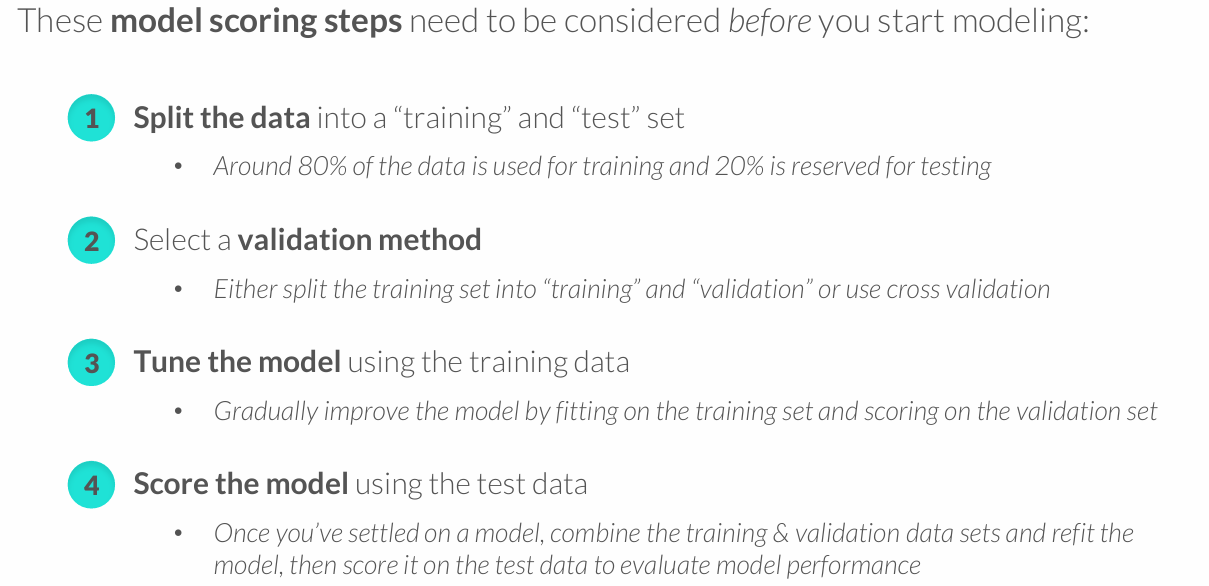 These model scoring steps need to be considered before you start modeling:
1 Split the data into a “training” and “test” set
• Around 80% of the data is used for training and 20% is reserved for testing
2 Select a validation method
• Either split the training set into “training” and “validation” or use cross validation
3 Tune the model using the training data
• Gradually improve the model by fitting on the training set and scoring on the validation set
4 Score the model using the test data
• Once you’ve settled on a model, combine the training & validation data sets and refit the
model, then score it on the test data to evaluate model performance